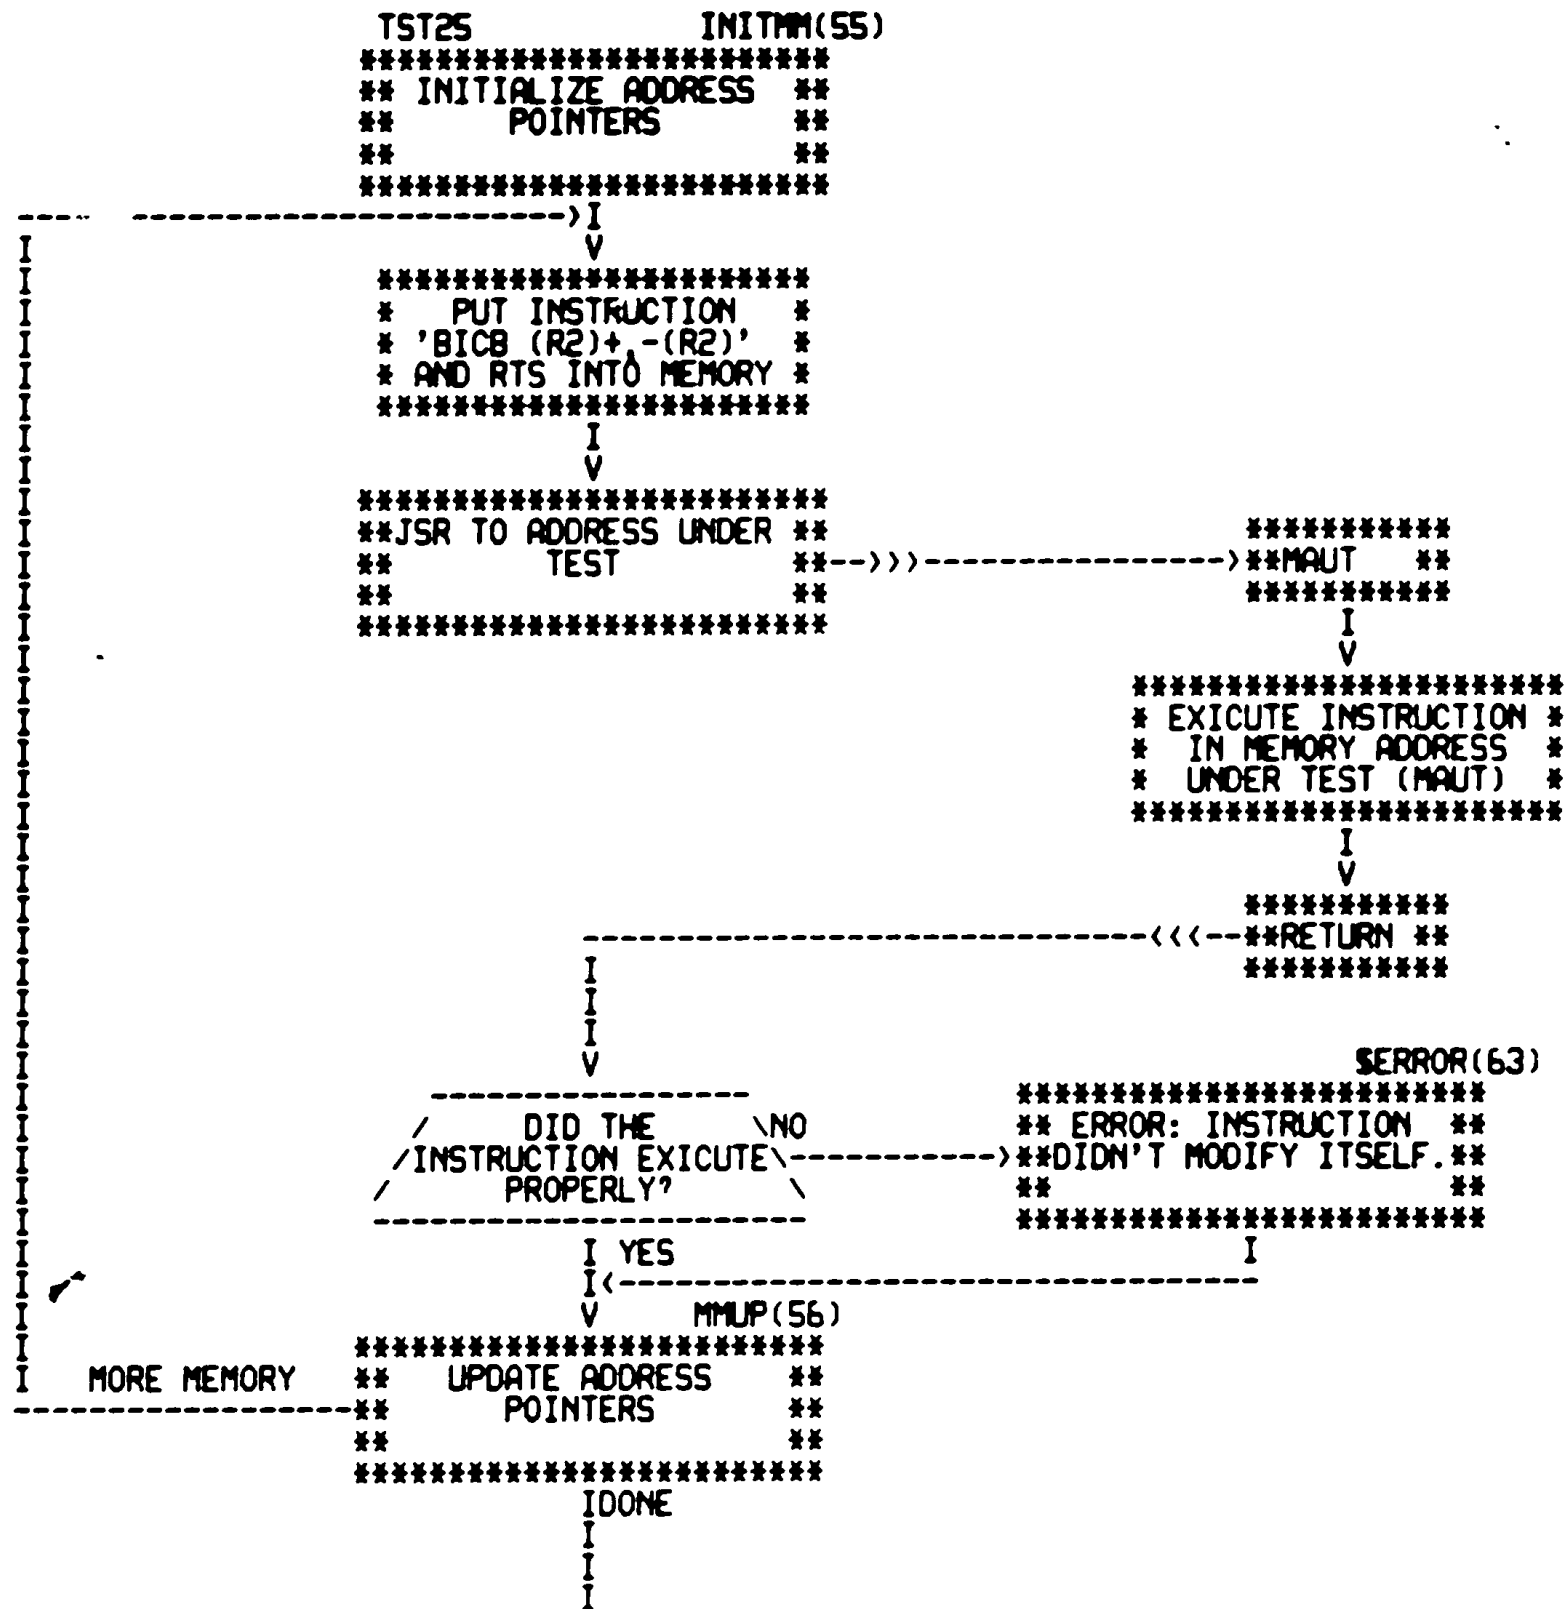 TST25 INITMM(55)
INITIALIZE ADDRESS
POINTERS
PUT INSTRUCTION
'BICB (R2)+,-(R2)'
AND RTS INTO MEMORY
JSR TO ADDRESS UNDER
TEST
MAUT
EXICUTE INSTRUCTION
IN MEMORY ADDRESS
UNDER TEST (MAUT)
RETURN
DID THE
INSTRUCTION EXICUTE
PROPERLY?
NO
$ERROR(63)
ERROR: INSTRUCTION
DIDN'T MODIFY ITSELF.
YES
MMUP(56)
MORE MEMORY
UPDATE ADDRESS
POINTERS
DONE